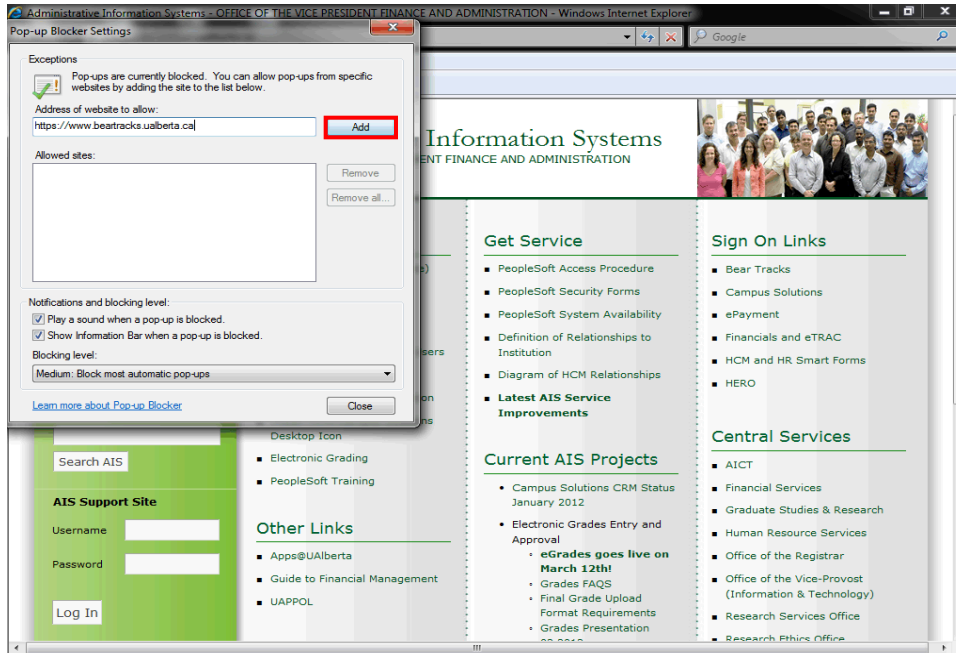 Administrative Information Systems - OFFICE OF THE VICE PRESIDENT FINANCE AND ADMINISTRATION - Windows Internet Explorer
Pop-up Blocker Settings
Google
Exceptions
Pop-ups are currently blocked. You can allow pop-ups from specific
websites by adding the site to the list below.
Address of website to allow:
https://www.beartracks.ualberta.ca
Add
Allowed sites:
Remove
Remove all...
Notifications and blocking level:
Play a sound when a pop-up is blocked.
Show Information Bar when a pop-up is blocked.
Blocking level:
Medium: Block most automatic pop-ups
Learn more about Pop-up Blocker
Close
Information Systems
FINANCE AND ADMINISTRATION
Desktop Icon
Electronic Grading
PeopleSoft Training
Search AIS
AIS Support Site
Username
Password
Log In
Other Links
Apps@UAlberta
Guide to Financial Management
UAPPOL
Get Service
PeopleSoft Access Procedure
PeopleSoft Security Forms
PeopleSoft System Availability
Definition of Relationships to
Institution
Diagram of HCM Relationships
Latest AIS Service
Improvements
Current AIS Projects
Campus Solutions CRM Status
January 2012
Electronic Grades Entry and
Approval
eGrades goes live on
March 12th!
Grades FAQS
Final Grade Upload
Format Requirements
Grades Presentation
Sign On Links
Bear Tracks
Campus Solutions
ePayment
Financials and eTRAC
HCM and HR Smart Forms
HERO
Central Services
AICT
Financial Services
Graduate Studies & Research
Human Resource Services
Office of the Registrar
Office of the Vice-Provost
(Information & Technology)
Research Services Office
Research Ethics Office